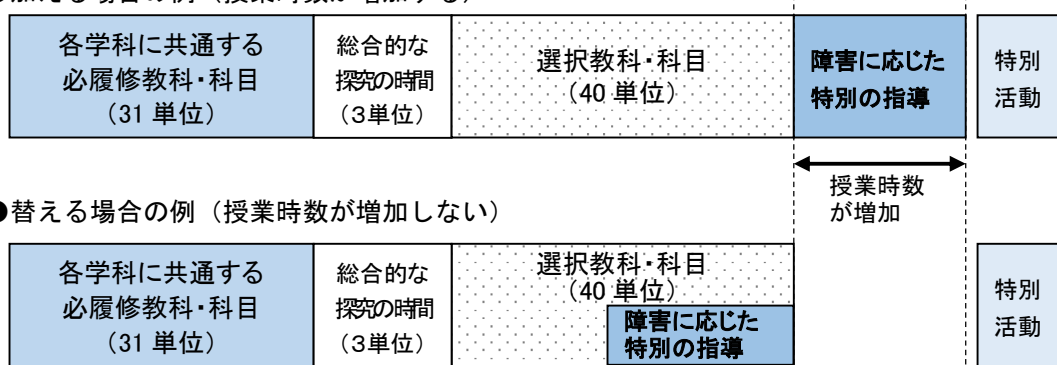 加える場合の例（授業時数が増加する）
各学科に共通する
必履修教科・科目
（31 単位）
総合的な
探究の時間
（３単位）
選択教科・科目
（40 単位）
障害に応じた
特別の指導
特別
活動
授業時数
が増加
●替える場合の例（授業時数が増加しない）
各学科に共通する
必履修教科・科目
（31 単位）
総合的な
探究の時間
（３単位）
選択教科・科目
（40 単位）
障害に応じた
特別の指導
特別
活動